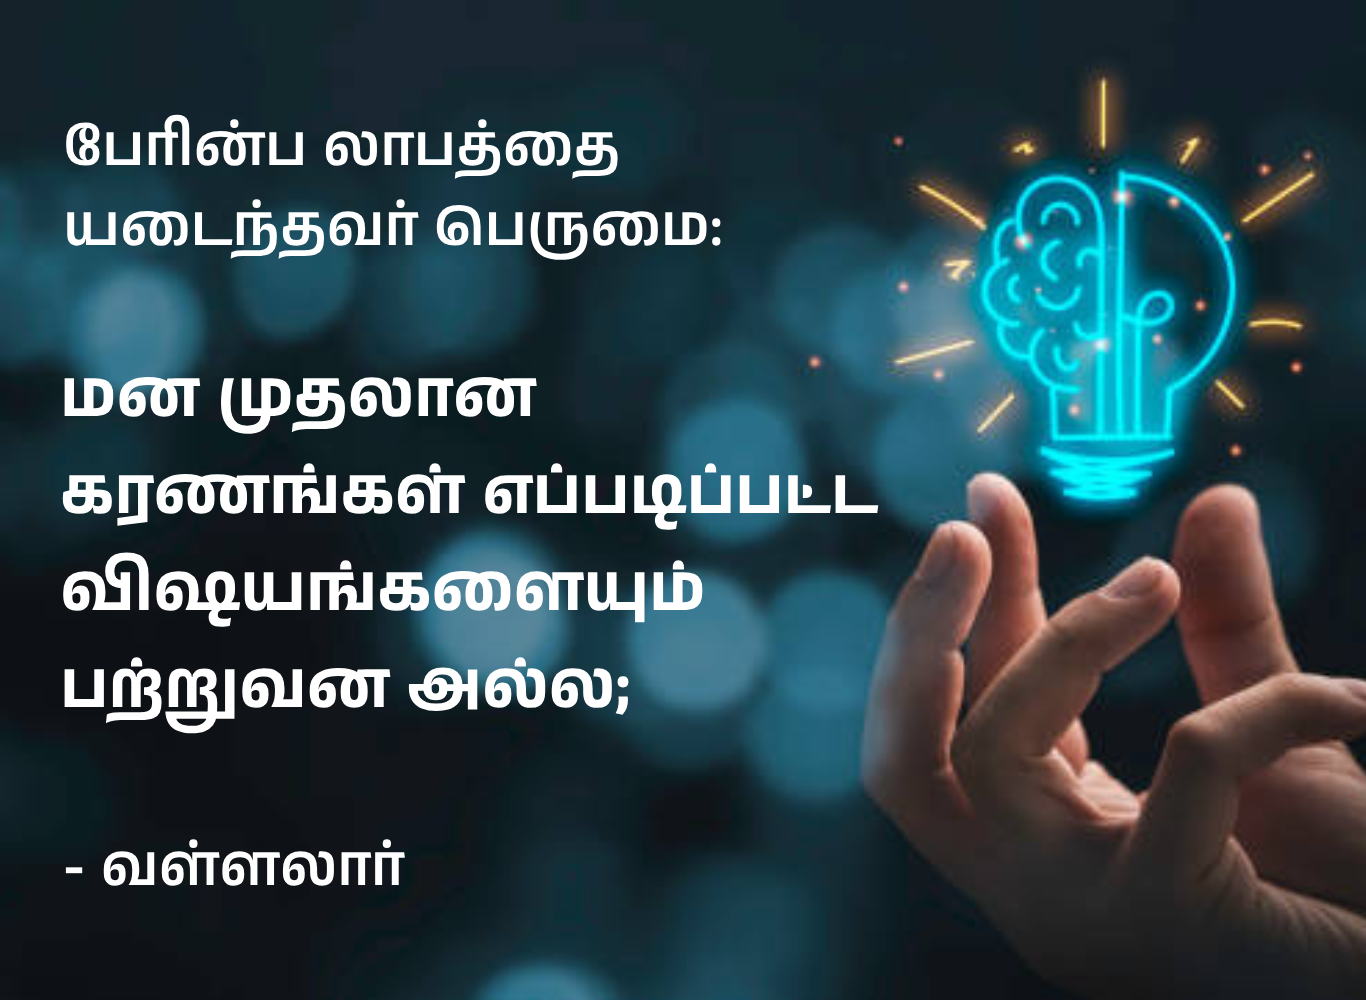 பேரின்ப லாபத்தை
யடைந்தவர் பெருமை:
மன முதலான
கரணங்கள் எப்படிப்பட்ட
விஷயங்களையும்
பற்றுவன அல்ல;
- வள்ளலார்